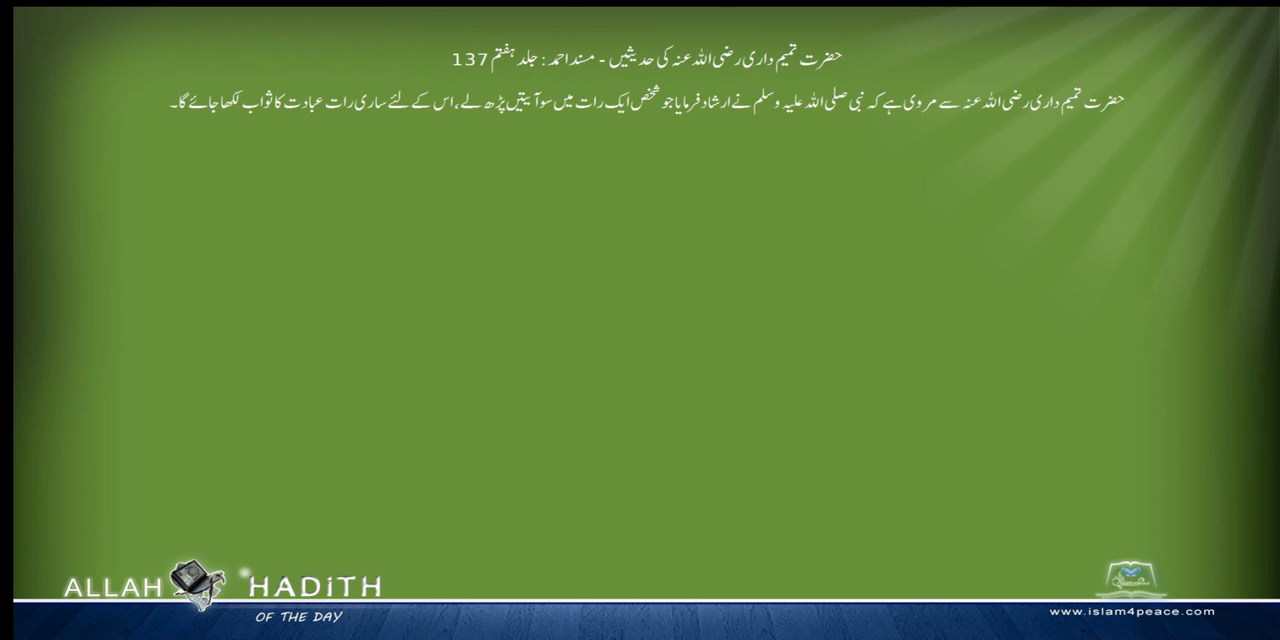 حضرت تمیم داری رضی اللہ عنہ کی حدیثیں - مسند احمد : جلد ہفتم 137
حضرت تمیم داری رضی اللہ عنہ سے مروی ہے کہ نبی صلی اللہ علیہ وسلم نے ارشاد فرمایا جو شخص ایک رات میں سو آیتیں پڑھ لے، اس کے لئے ساری رات عبادت کا ثواب لکھا جائے گا۔
ALLAH HADITH
OF THE DAY
www.islam4peace.com